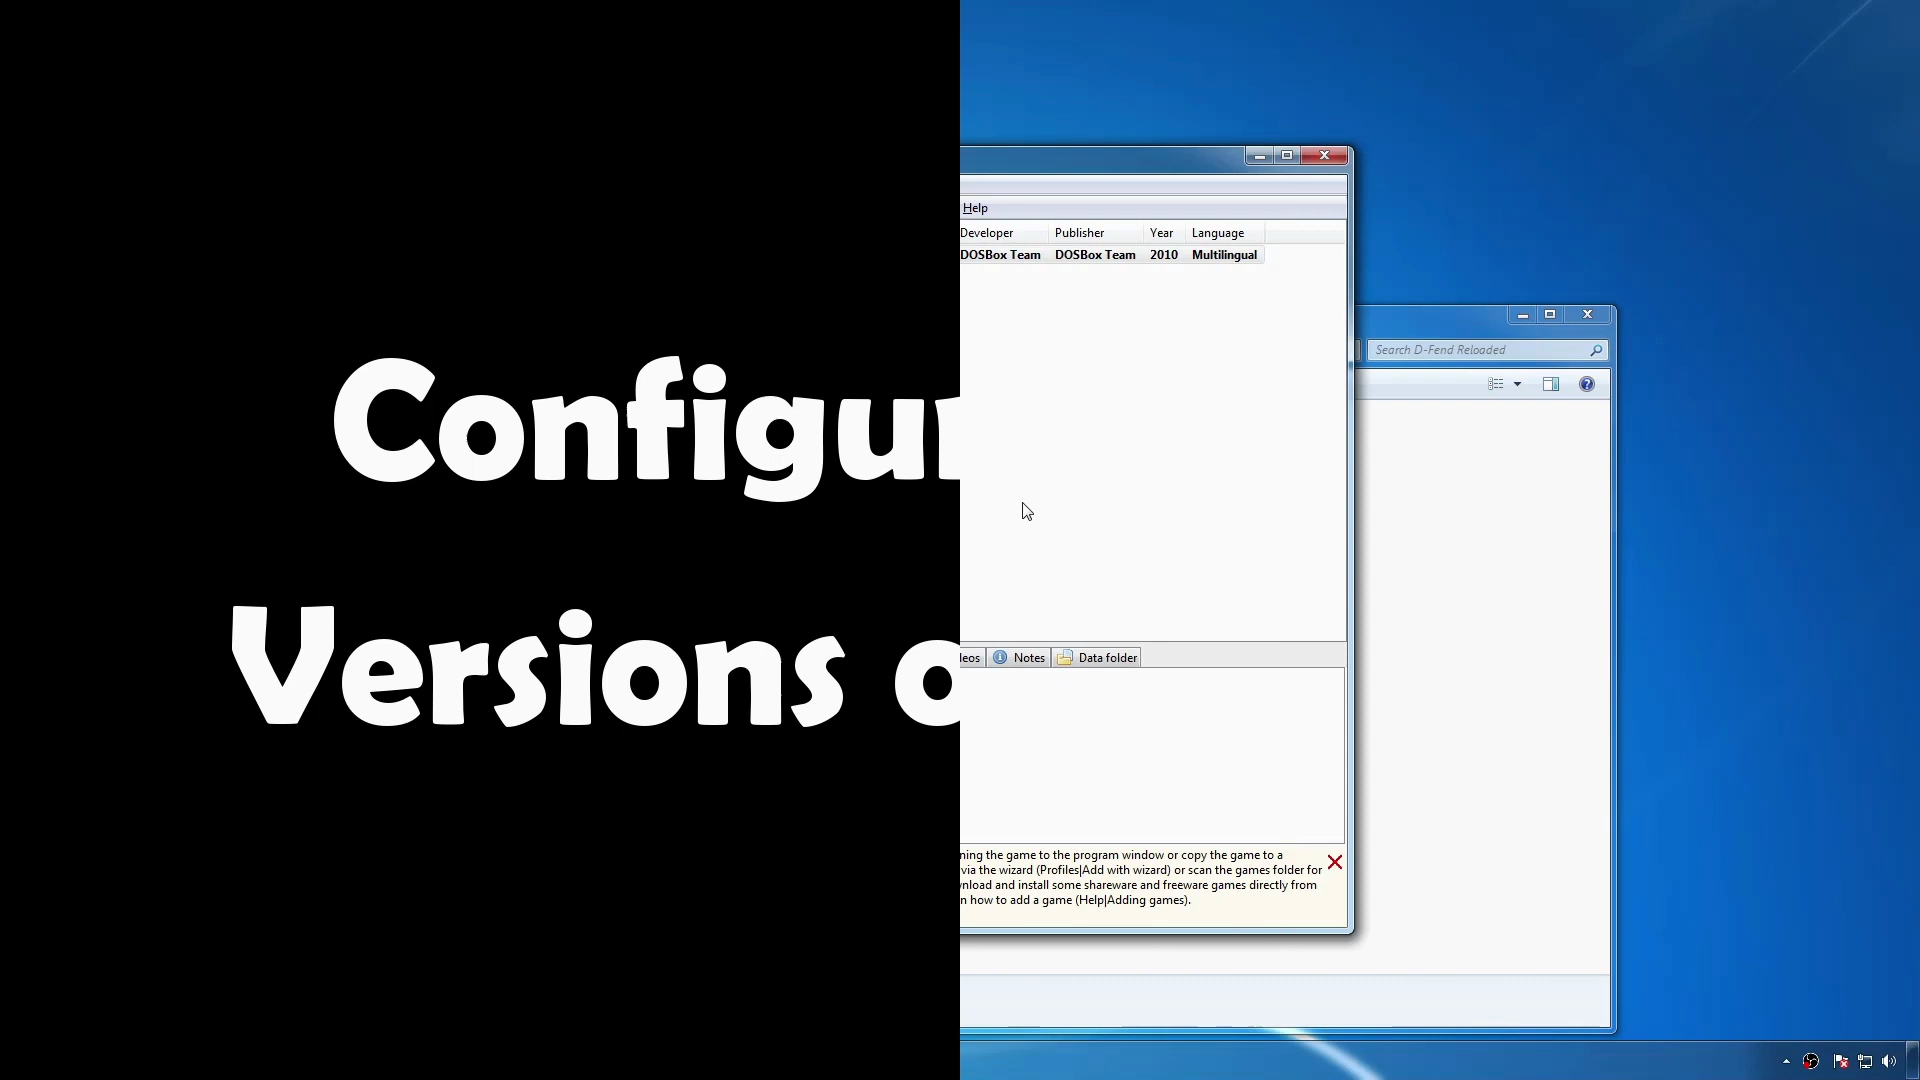 Configur
Versions o
Help
Developer Publisher Year Language
DOSBox Team DOSBox Team 2010 Multilingual
Search D-Fend Reloaded
leos Notes Data folder
ning the game to the program window or copy the game to a
via the wizard (Profiles|Add with wizard) or scan the games folder for
wnload and install some shareware and freeware games directly from
n how to add a game (Help|Adding games).